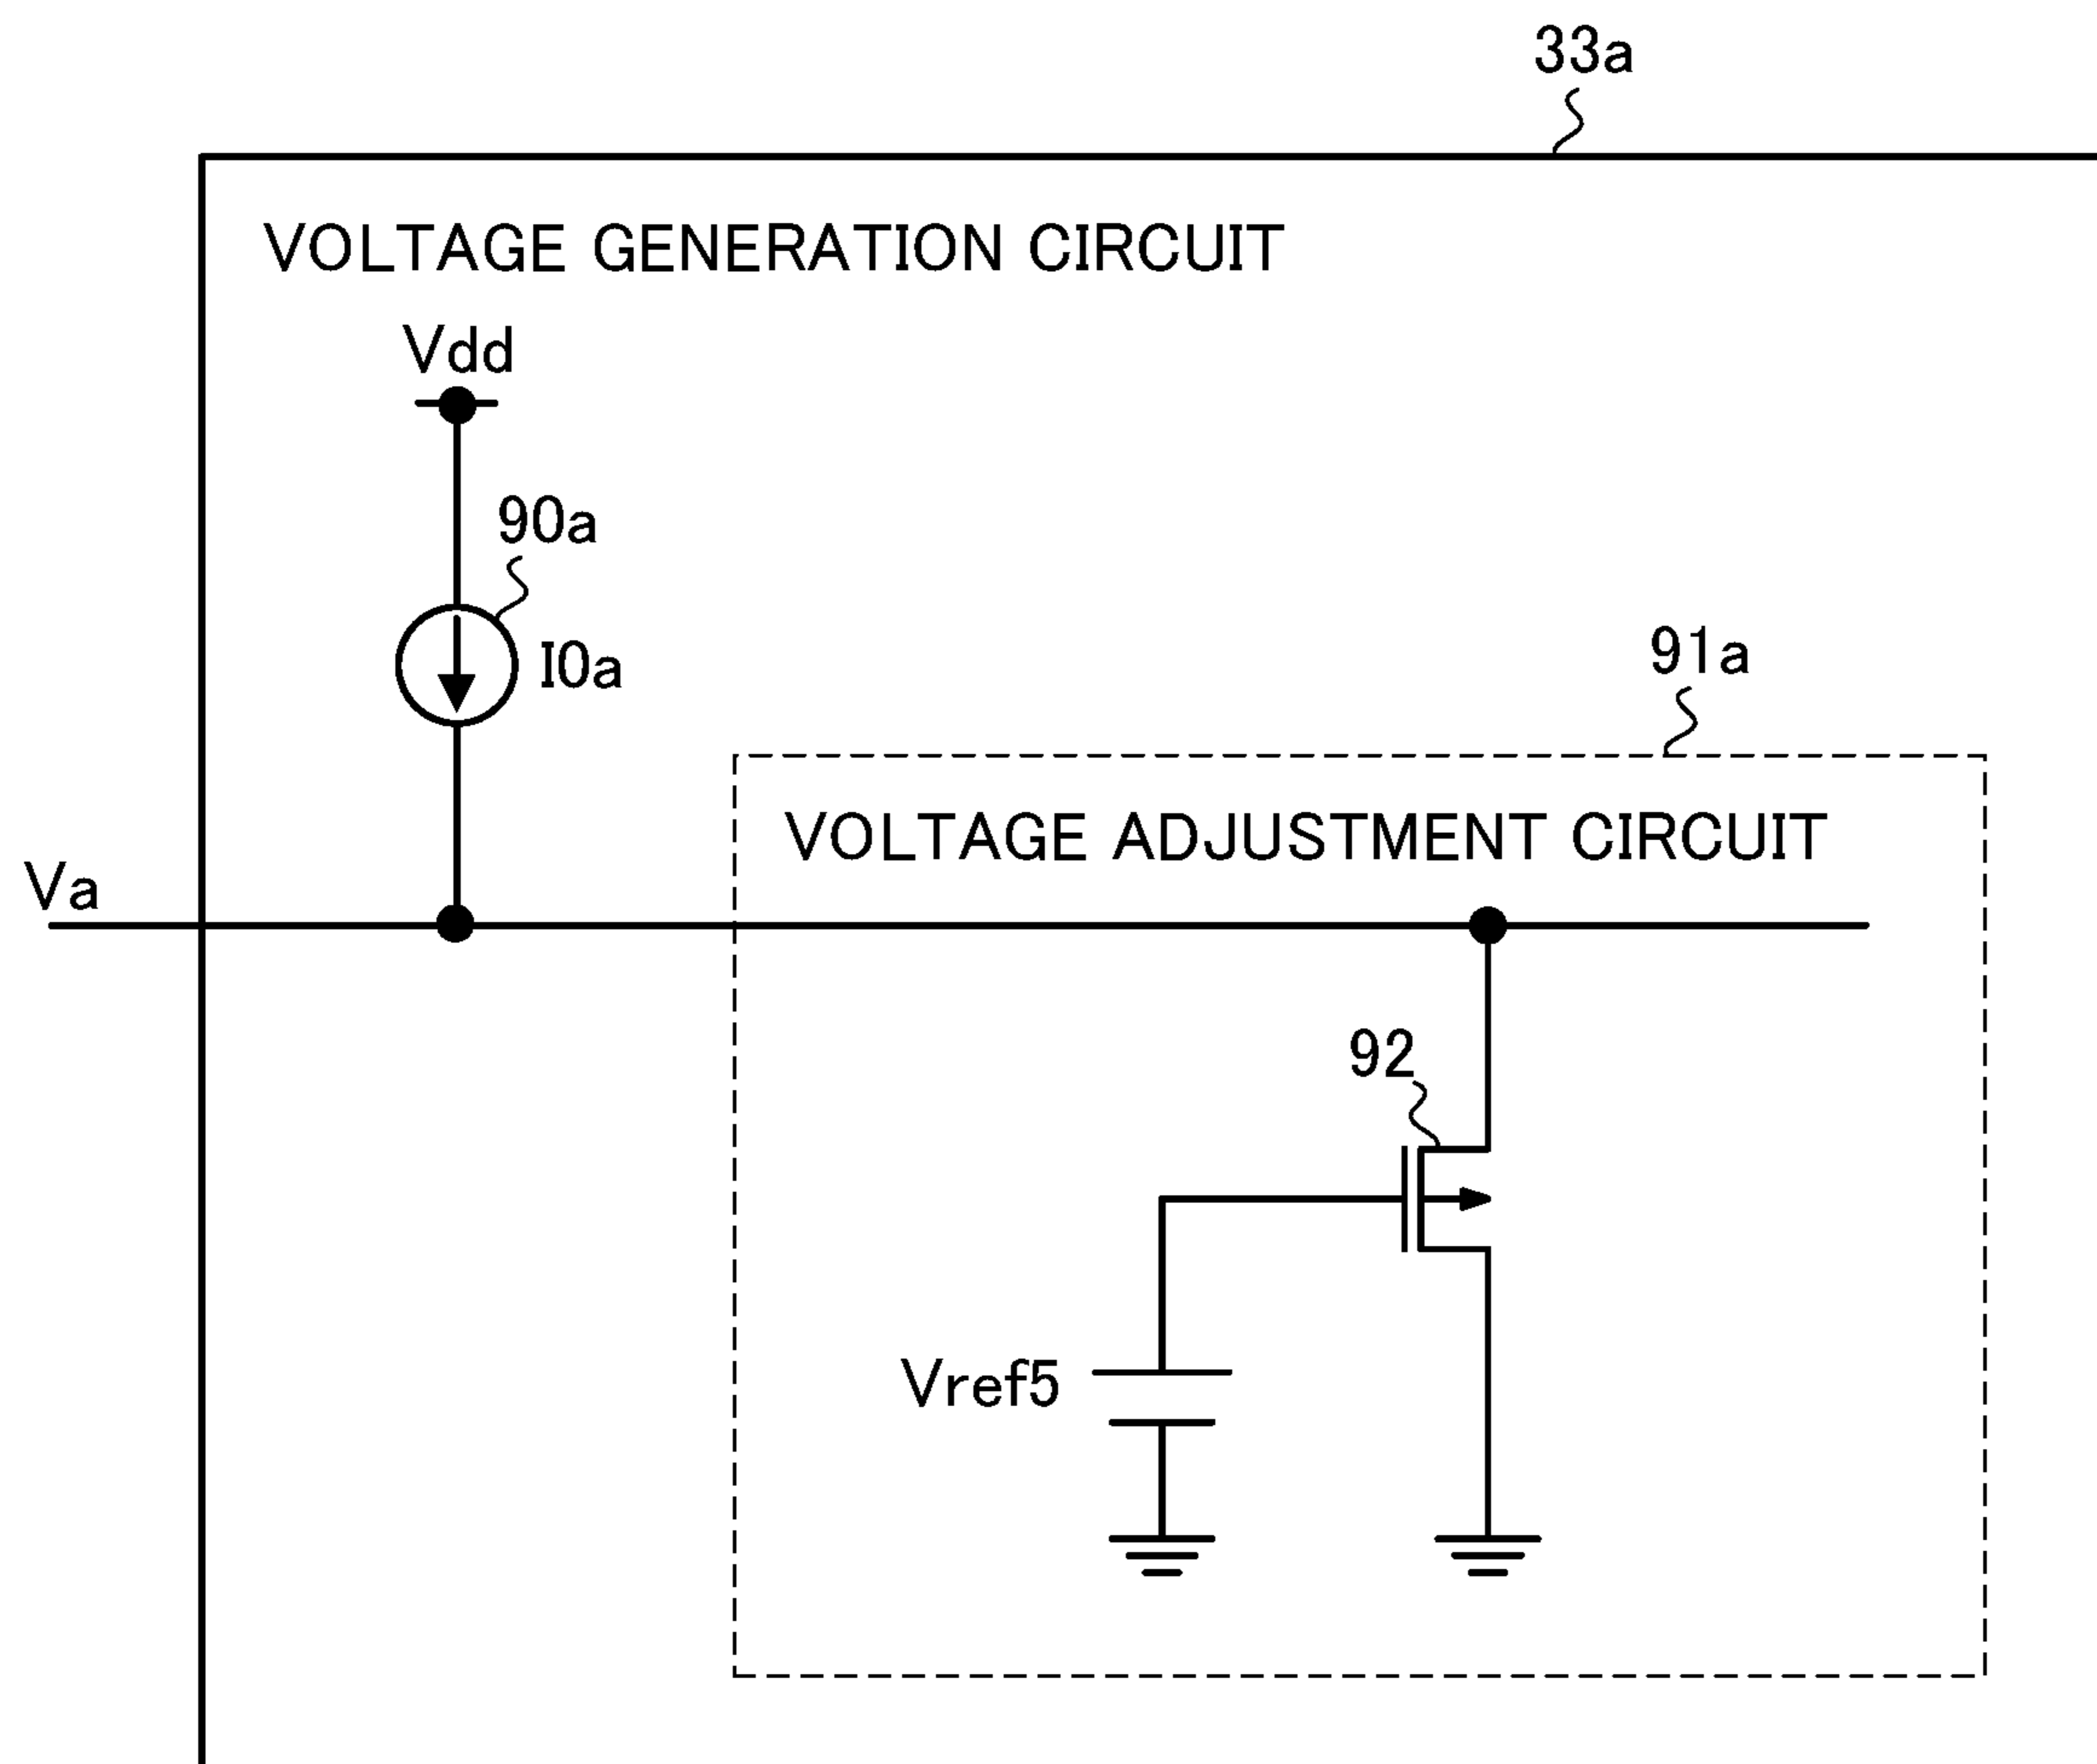 33a
VOLTAGE GENERATION CIRCUIT
Vdd
90a
I0a
91a
VOLTAGE ADJUSTMENT CIRCUIT
Va
92
Vref5